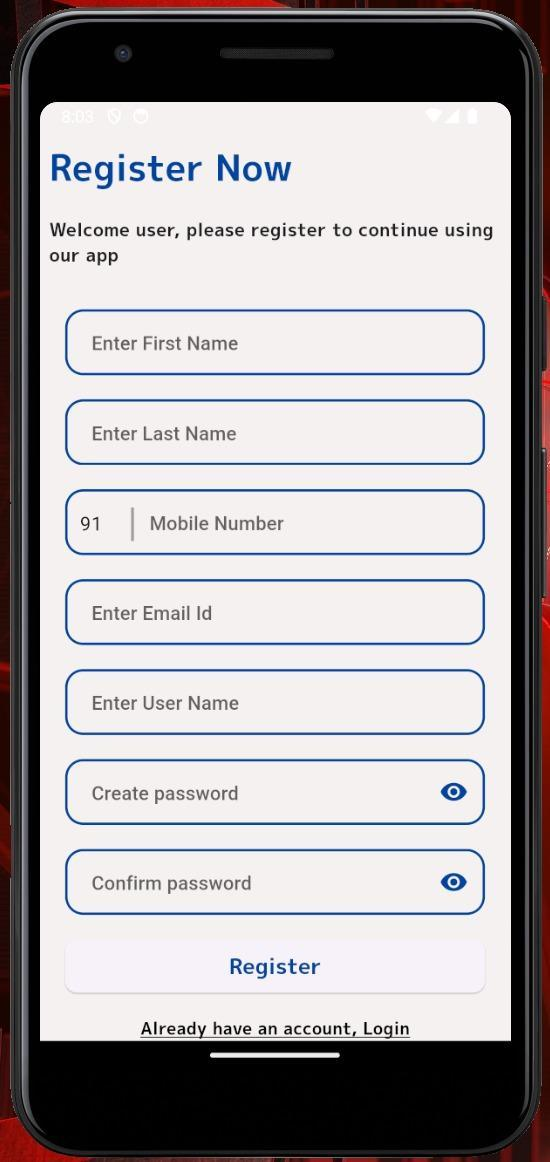 8:03
Register Now
Welcome user, please register to continue using
our app
Enter First Name
Enter Last Name
91 | Mobile Number
Enter Email Id
Enter User Name
Create password
Confirm password
Register
Already have an account, Login